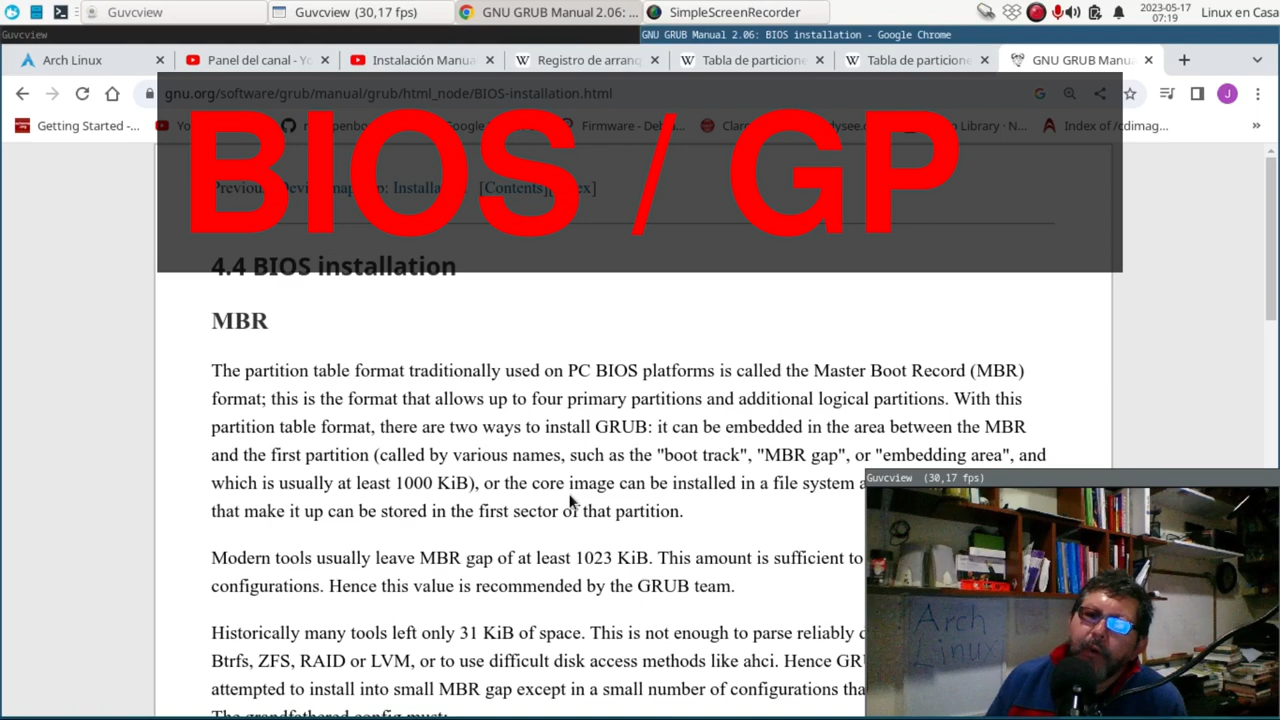 Guvcview
Guvcview (30,17 fps)
GNU GRUB Manual 2.06: ...
SimpleScreenRecorder
2023-05-17
07:19
Linux en Casa
Guvcview
GNU GRUB Manual 2.06: BIOS installation - Google Chrome
Arch Linux
Panel del canal - Yo
Instalación Manua
Registro de arranq
Tabla de particione
Tabla de particione
GNU GRUB Manua
gnu.org/software/grub/manual/grub/html_node/BIOS-installation.html
J
Getting Started -...
Index of /cdimag...
BIOS / GP
[Contents]
4.4 BIOS installation
MBR
The partition table format traditionally used on PC BIOS platforms is called the Master Boot Record (MBR)
format; this is the format that allows up to four primary partitions and additional logical partitions. With this
partition table format, there are two ways to install GRUB: it can be embedded in the area between the MBR
and the first partition (called by various names, such as the "boot track", "MBR gap", or "embedding area", and
which is usually at least 1000 KiB), or the core image can be installed in a file system a
that make it up can be stored in the first sector of that partition.
Modern tools usually leave MBR gap of at least 1023 KiB. This amount is sufficient to
configurations. Hence this value is recommended by the GRUB team.
Historically many tools left only 31 KiB of space. This is not enough to parse reliably d
Btrfs, ZFS, RAID or LVM, or to use difficult disk access methods like ahci. Hence GRU
attempted to install into small MBR gap except in a small number of configurations tha
The grandfathered config must:
Guvcview (30,17 fps)
Arch
Linux